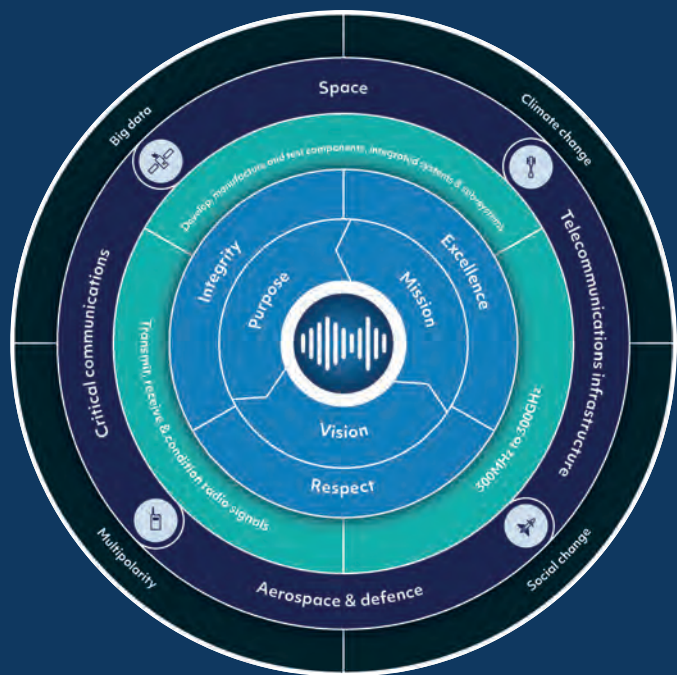 Big data
Climate change
Social change
Multipolarity
Space
Telecommunications infrastructure
Aerospace & defence
Critical communications
Develop, manufacture and test components, integrated systems & subsystems
300MHz to 300GHz
Transmit, receive & condition radio signals
Integrity
Excellence
Respect
Purpose
Mission
Vision